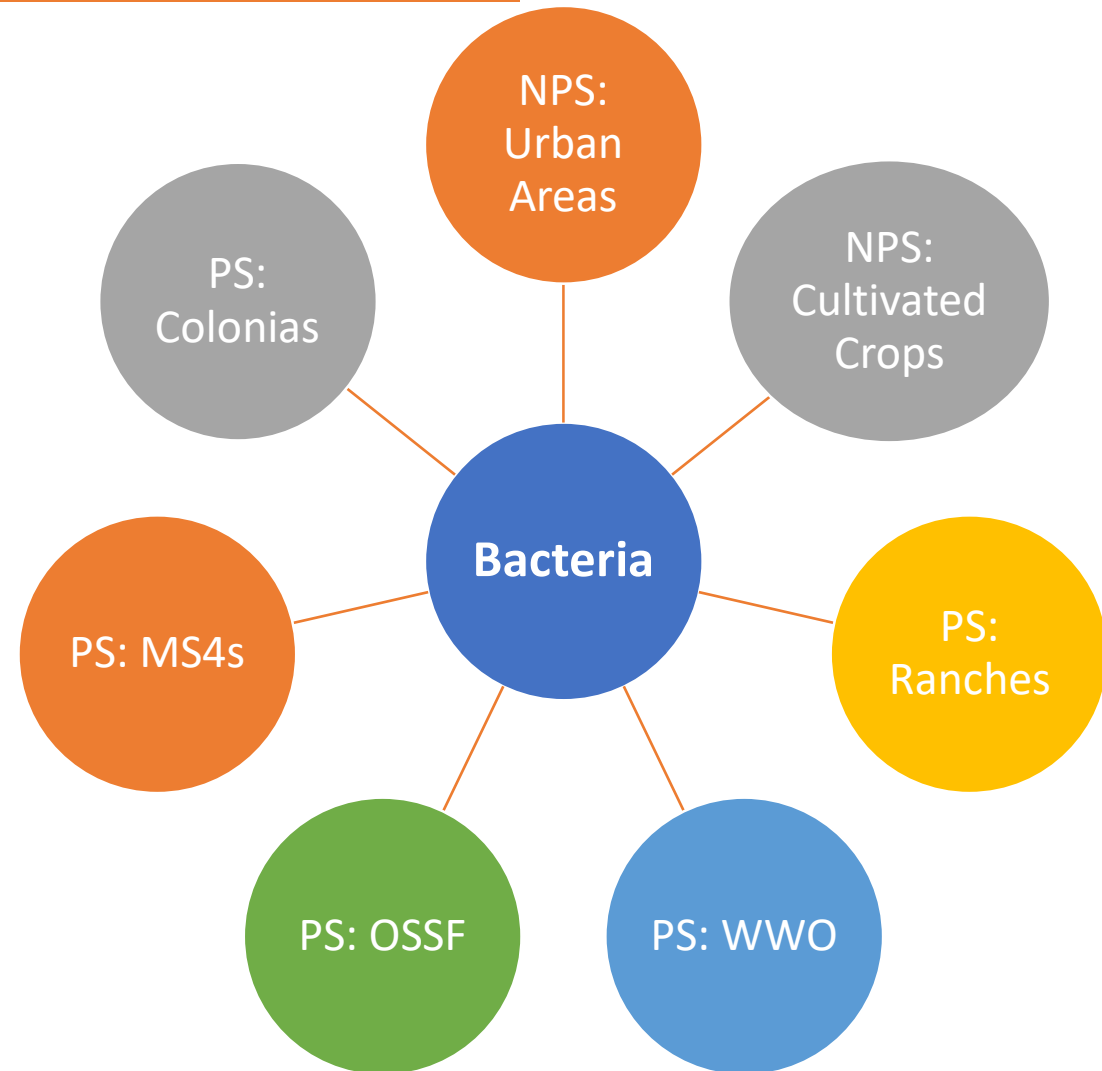 NPS:
Urban
Areas
NPS:
Cultivated
Crops
PS:
Colonias
Bacteria
PS: MS4s
PS:
Ranches
PS: OSSF
PS: WWO